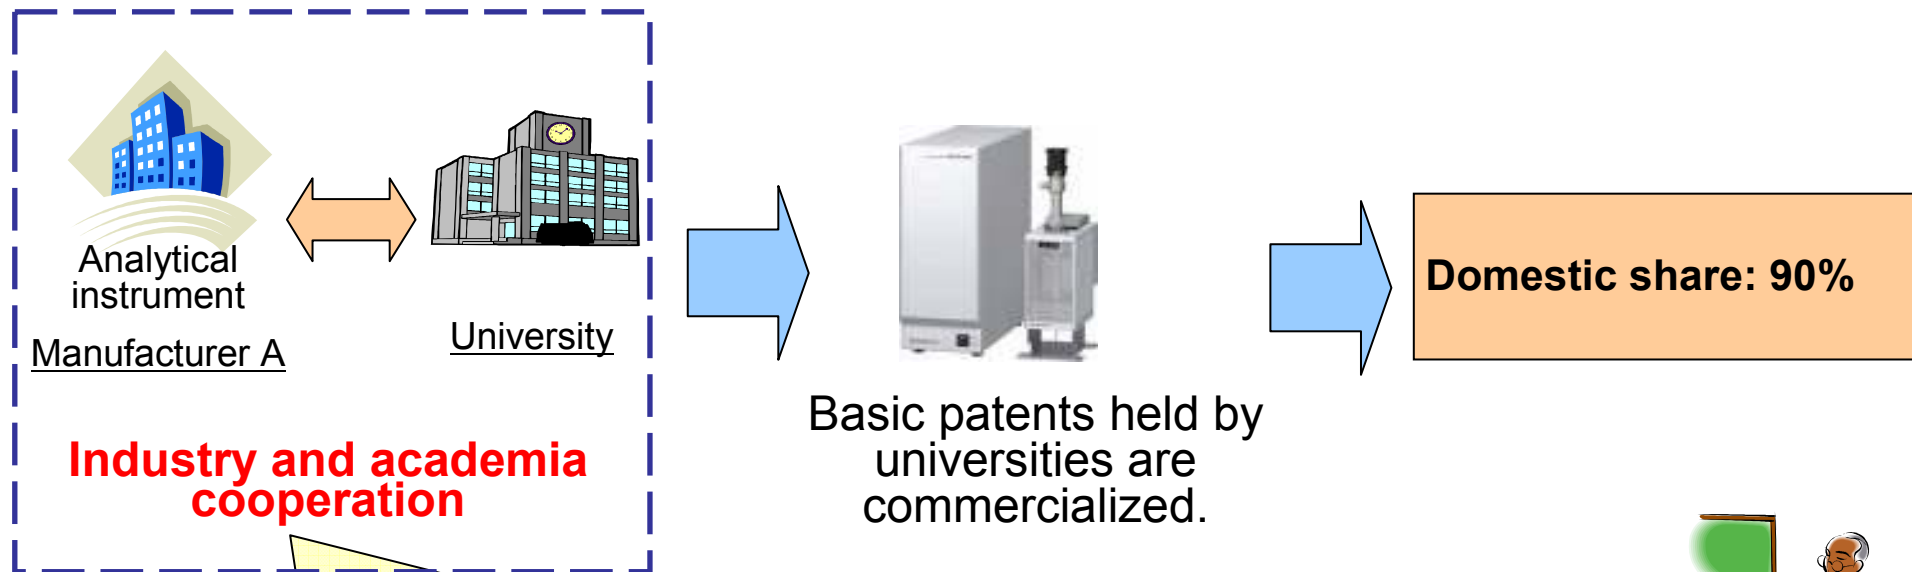 Analytical
instrument
Manufacturer A
University
Industry and academia
cooperation
Basic patents held by
universities are
commercialized.
Domestic share: 90%